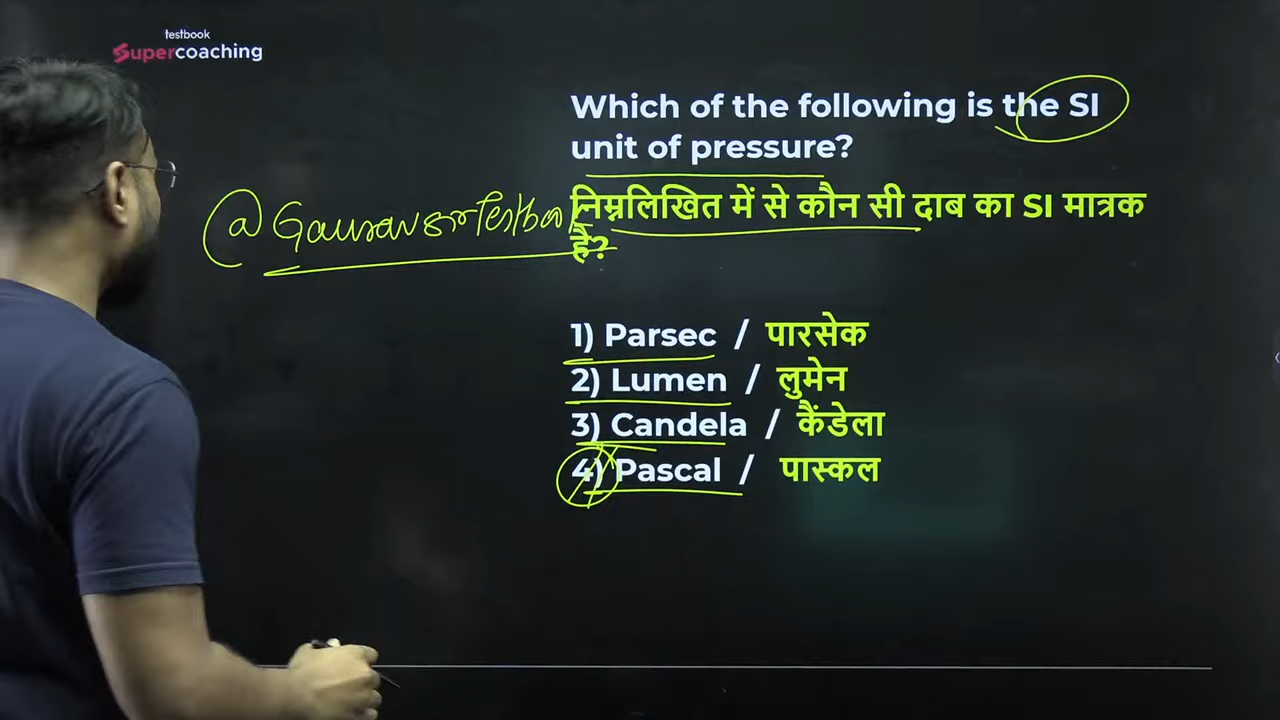 testbook
Supercoaching
Which of the following is the SI
unit of pressure?
@Gauravsirtestbook
निम्नलिखित में से कौन सी दाब का SI मात्रक
है?
1) Parsec / पारसेक
2) Lumen / लुमेन
3) Candela / कैंडेला
4) Pascal / पास्कल